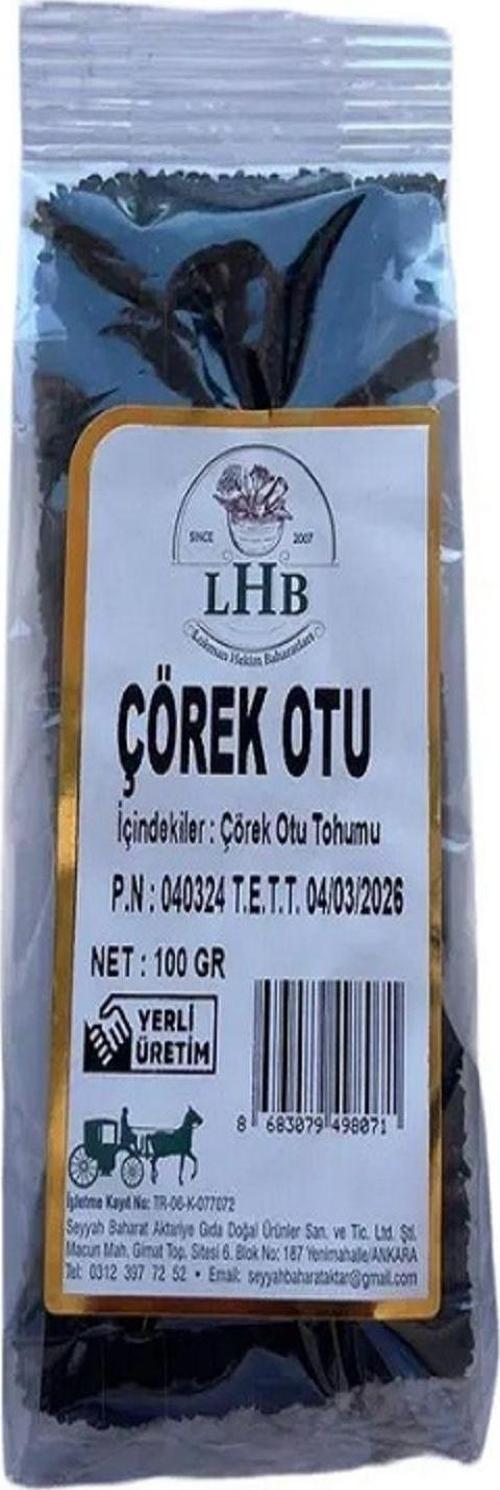 SINCE 2007
LHB
Lokman Hekim Baharatları
ÇÖREK OTU
İçindekiler : Çörek Otu Tohumu
P.N : 040324 T.E.T.T. 04/03/2026
NET : 100 GR
YERLİ
ÜRETİM
8 683079 498071
İşletme Kayıt No: TR-06-K-077072
Seyyah Baharat Aktariye Gıda Doğal Ürünler San. ve Tic. Ltd. Şti.
Macun Mah. Gimat Top. Sitesi 6. Blok No: 187 Yenimahalle/ANKARA
Tel: 0312 397 72 52 • Email: seyyahbaharataktar@gmail.com